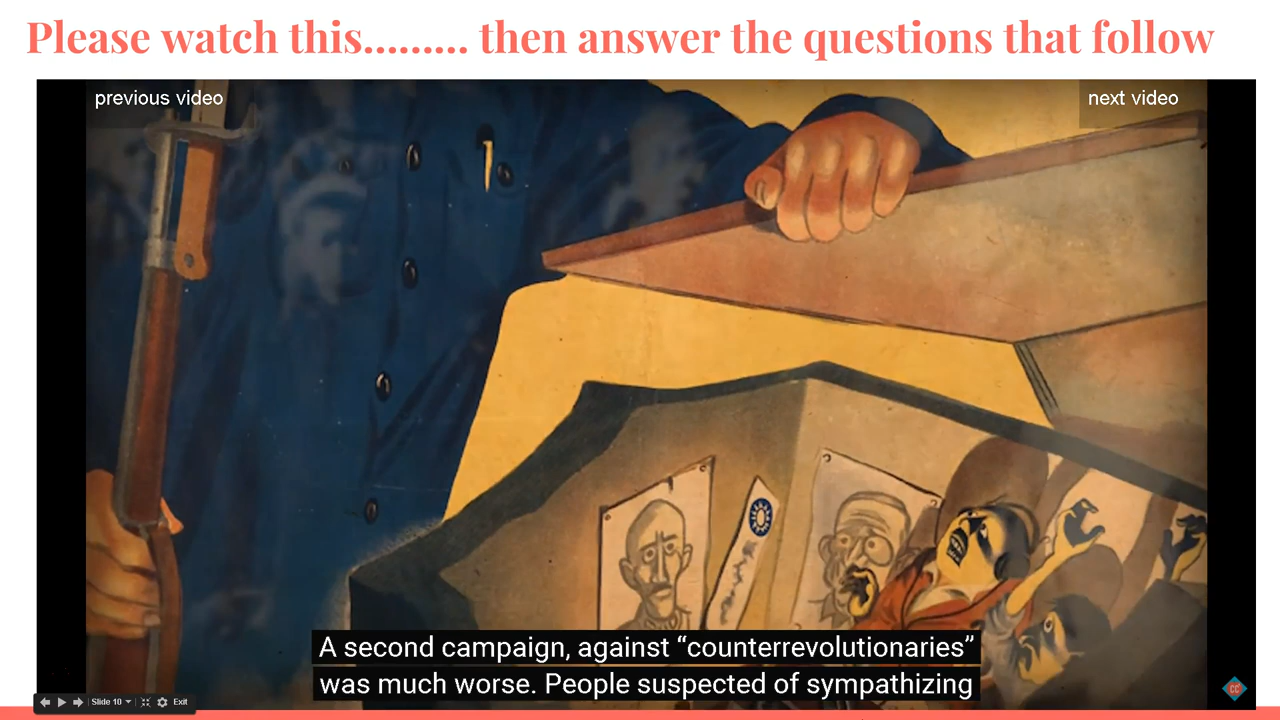 Please watch this......... then answer the questions that follow
previous video
next video
A second campaign, against “counterrevolutionaries”
was much worse. People suspected of sympathizing
Slide 10
Exit
CC